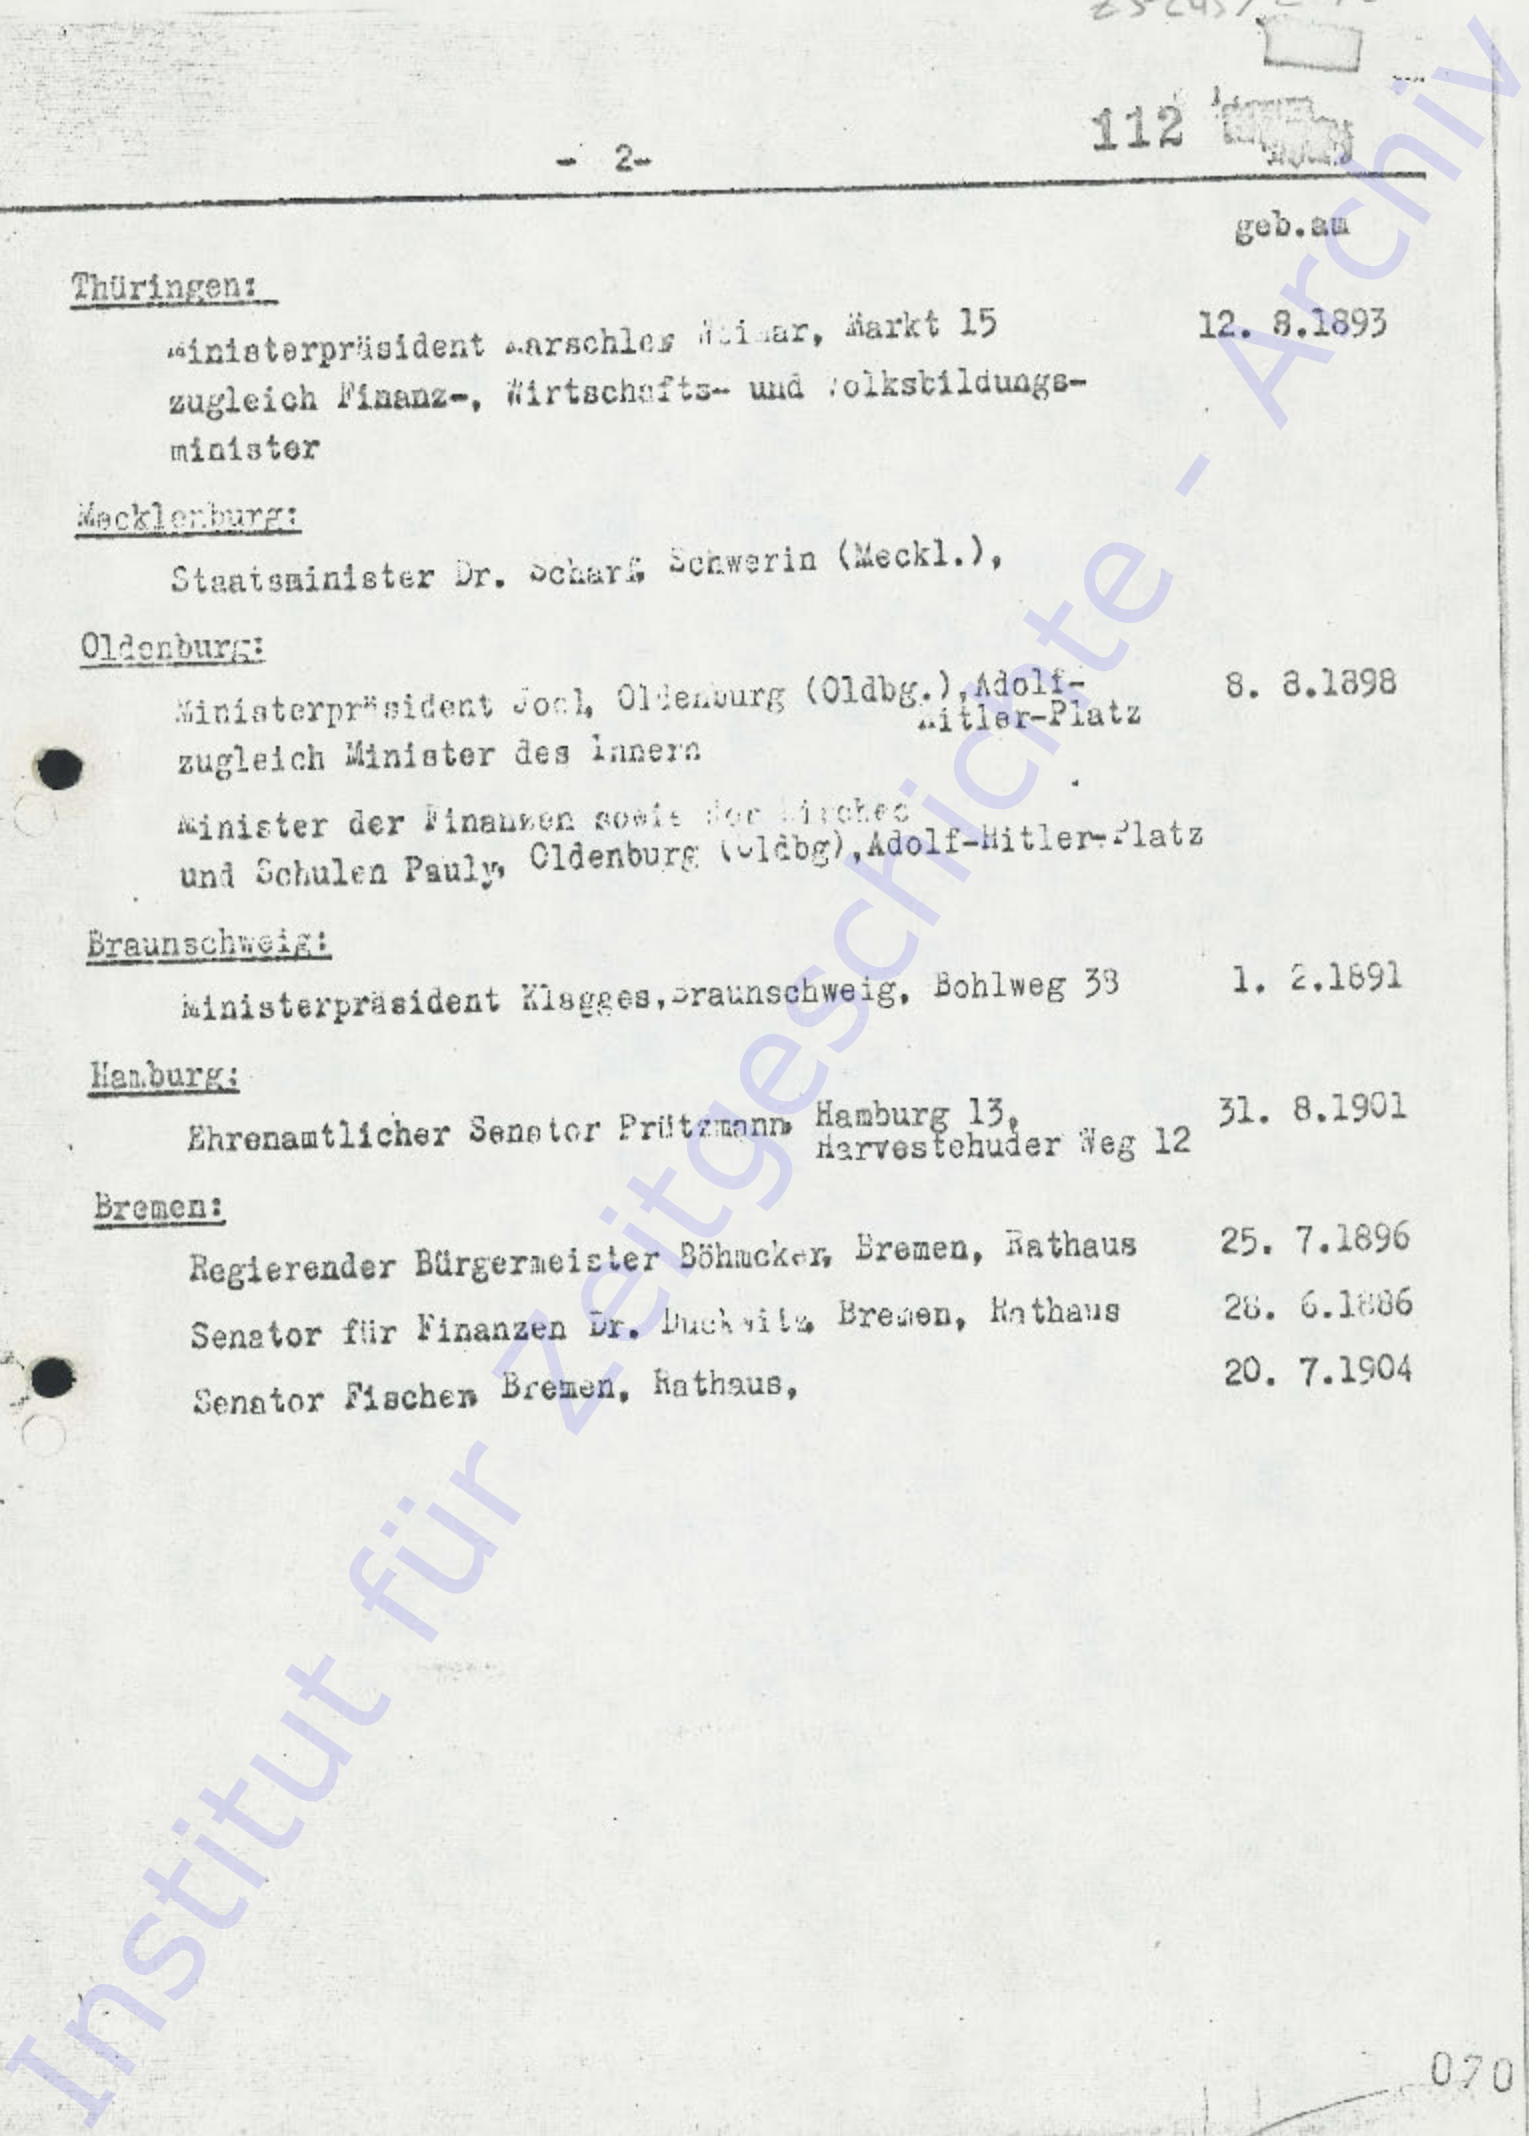 112
- 2-
geb.am
Thüringen:
Ministerpräsident Marschler Weimar, Markt 15 12. 8.1893
zugleich Finanz-, Wirtschafts- und Volksbildungs-
minister
Mecklenburg:
Staatsminister Dr. Scharf, Schwerin (Meckl.),
Oldenburg:
Ministerpräsident Joel, Oldenburg (Oldbg.),Adolf- 8. 8.1898
Hitler-Platz
zugleich Minister des Innern
Minister der Finanzen sowie der Kirchen
und Schulen Pauly, Oldenburg (Oldbg),Adolf-Hitler-Platz
Braunschweig:
Ministerpräsident Klagges,Braunschweig, Bohlweg 38 1. 2.1891
Hamburg:
Ehrenamtlicher Senator Prützmann, Hamburg 13, 31. 8.1901
Harvestehuder Weg 12
Bremen:
Regierender Bürgermeister Böhmcker, Bremen, Rathaus 25. 7.1896
Senator für Finanzen Dr. Duckwitz, Bremen, Rathaus 28. 6.1886
Senator Fischer, Bremen, Rathaus, 20. 7.1904
070
Institut für Zeitgeschichte - Archiv